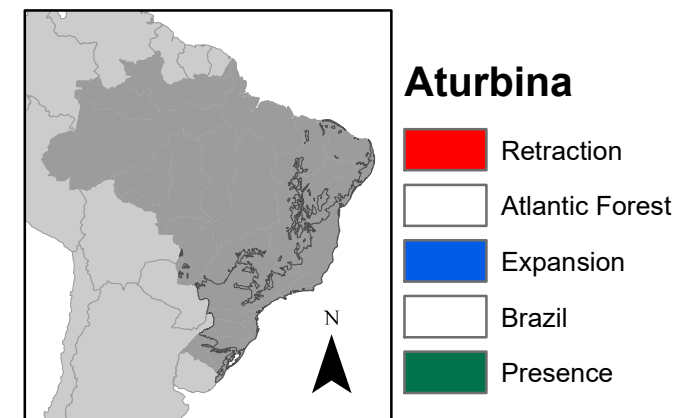 Aturbina
Retraction
Atlantic Forest
Expansion
Brazil
Presence
N